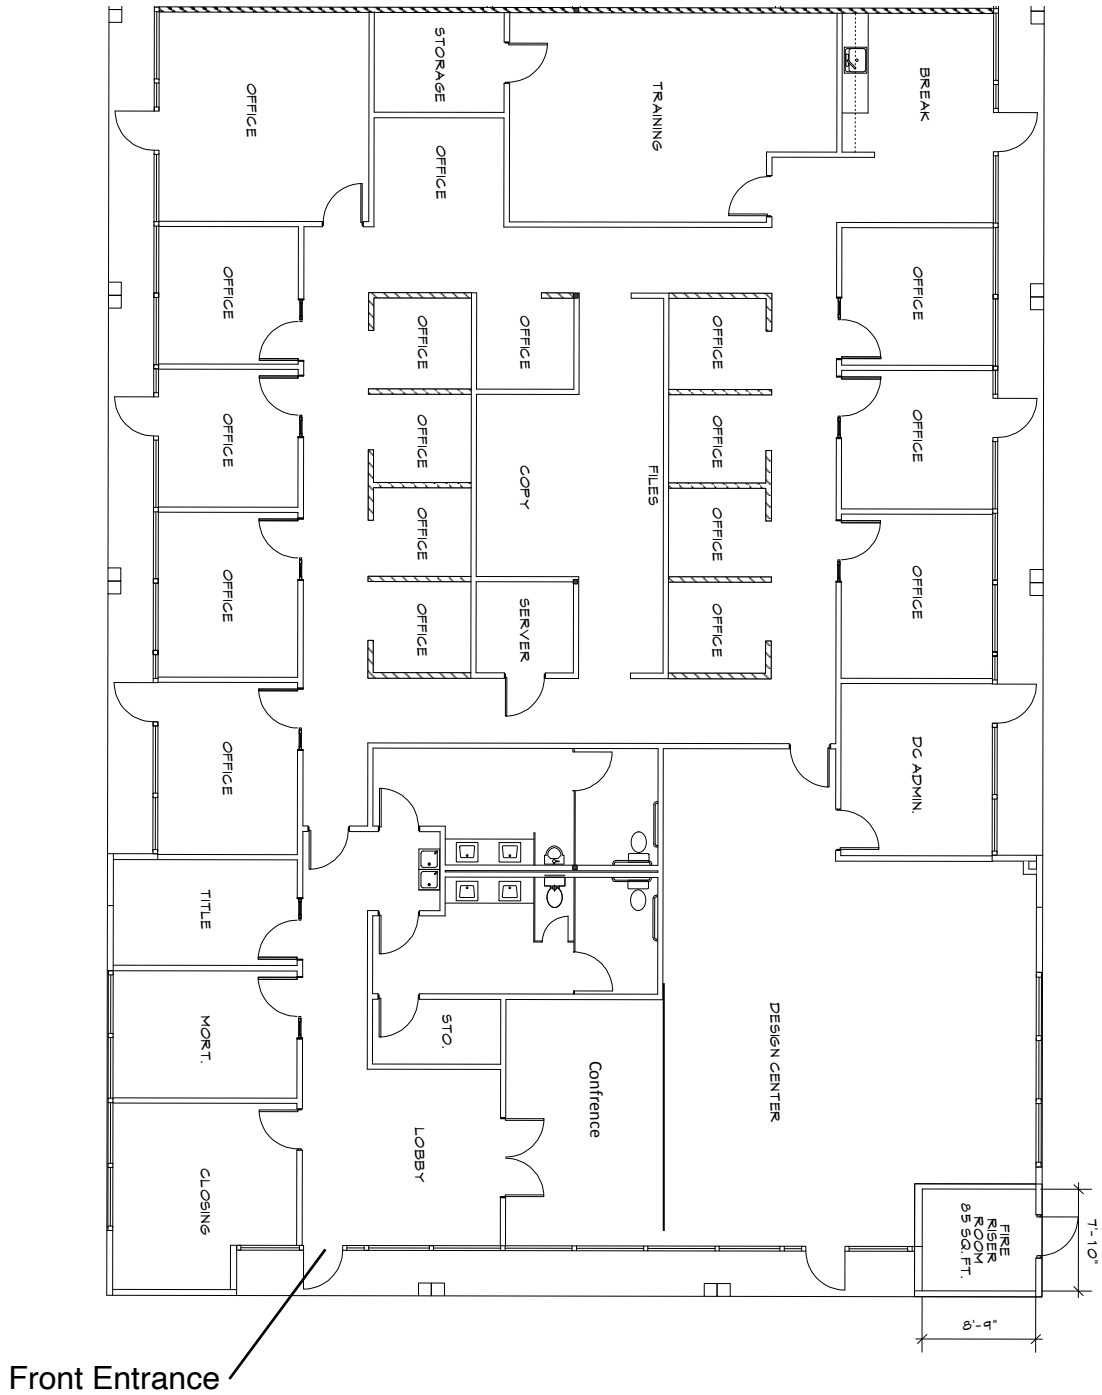 STORAGE
OFFICE
TRAINING
BREAK
OFFICE
OFFICE
OFFICE
OFFICE
OFFICE
OFFICE
OFFICE
OFFICE
OFFICE
OFFICE
COPY
FILES
OFFICE
OFFICE
OFFICE
OFFICE
OFFICE
OFFICE
OFFICE
SERVER
OFFICE
OFFICE
DC ADMIN.
TITLE
MORT.
STO.
Confrence
DESIGN CENTER
LOBBY
CLOSING
FIRE
RISER
ROOM
85 SQ. FT.
7'-10"
8'-9"
Front Entrance